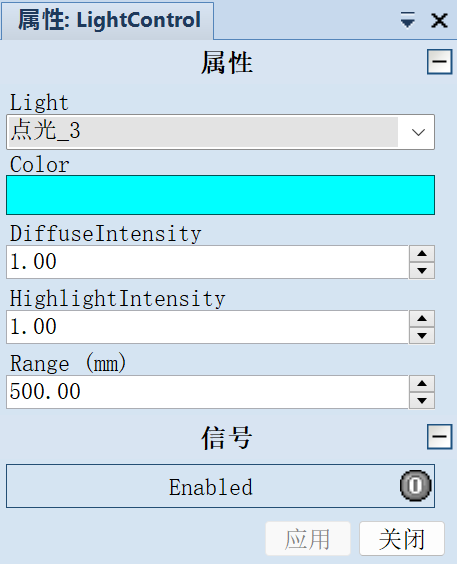 属性: LightControl
属性
Light
点光_3
Color
DiffuseIntensity
1.00
HighlightIntensity
1.00
Range (mm)
500.00
信号
Enabled 0
应用 关闭